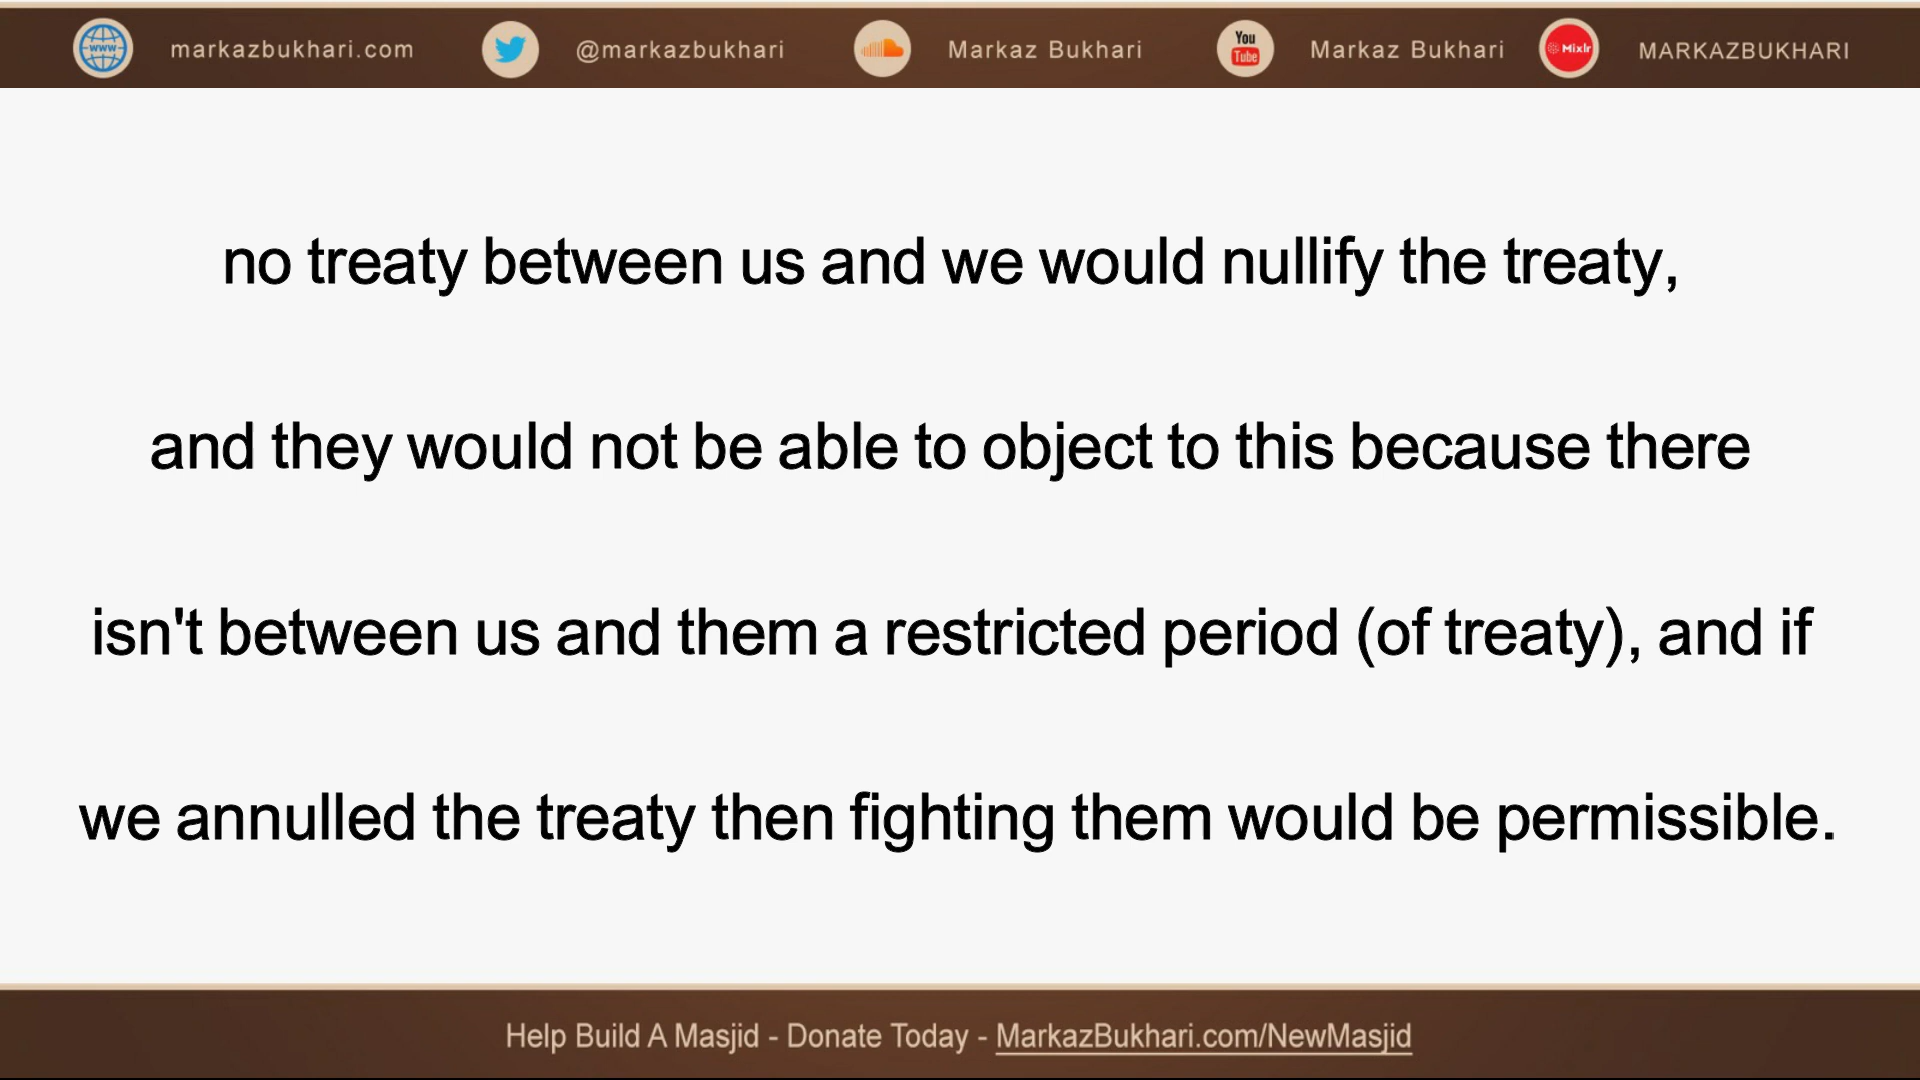 www markazbukhari.com @markazbukhari Markaz Bukhari You Tube Markaz Bukhari Mixlr MARKAZBUKHARI
no treaty between us and we would nullify the treaty,
and they would not be able to object to this because there
isn't between us and them a restricted period (of treaty), and if
we annulled the treaty then fighting them would be permissible.
Help Build A Masjid - Donate Today - MarkazBukhari.com/NewMasjid